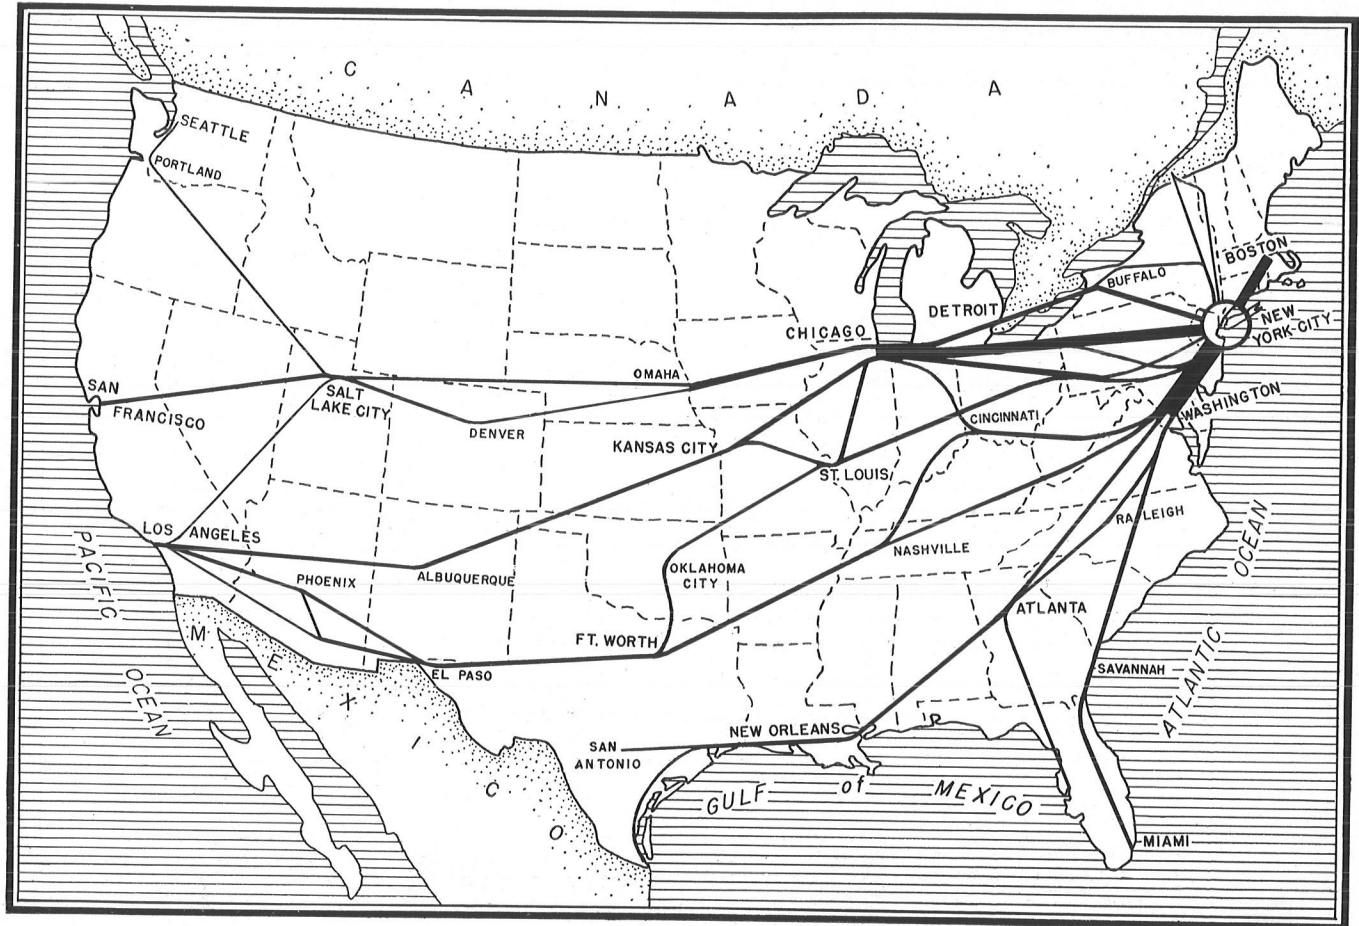 C A N A D A
SEATTLE
PORTLAND
BOSTON
BUFFALO
DETROIT
NEW
YORK-CITY
CHICAGO
OMAHA
SAN
FRANCISCO
SALT
LAKE CITY
WASHINGTON
CINCINNATI
DENVER
KANSAS CITY
ST. LOUIS
RALEIGH
LOS ANGELES
NASHVILLE
PHOENIX
ALBUQUERQUE
OKLAHOMA
CITY
PACIFIC
OCEAN
ATLANTIC
OCEAN
ATLANTA
FT. WORTH
EL PASO
SAVANNAH
M E X I C O
NEW ORLEANS
SAN
ANTONIO
GULF of MEXICO
MIAMI